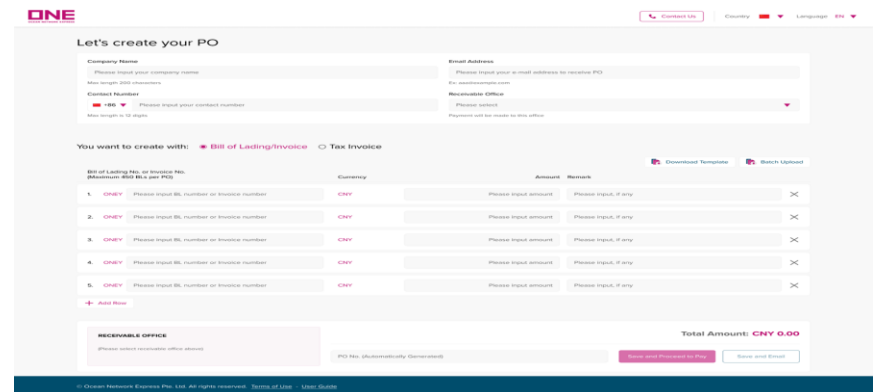 ONE
OCEAN NETWORK EXPRESS
Contact Us
Country
Language EN
Let's create your PO
Company Name
Please input your company name
Max length 200 characters
Email Address
Please input your e-mail address to receive PO
Contact Number
+86 Please input your contact number
Max length is 12 digits
Receivable Office
Please select
Payment will be made to this office
You want to create with: Bill of Lading/Invoice Tax Invoice
Download Template Batch Upload
Bill of Lading No. or Invoice No.
(Maximum 450 BLs per PO) Currency Amount Remark
1. ONEY Please input BL number or Invoice number CNY Please input amount Please input, if any
2. ONEY Please input BL number or Invoice number CNY Please input amount Please input, if any
3. ONEY Please input BL number or Invoice number CNY Please input amount Please input, if any
4. ONEY Please input BL number or Invoice number CNY Please input amount Please input, if any
5. ONEY Please input BL number or Invoice number CNY Please input amount Please input, if any
+ Add Row
RECEIVABLE OFFICE
(Please select receivable office above)
Total Amount: CNY 0.00
PO No. (Automatically Generated)
Save and Proceed to Pay
Save and Email
© Ocean Network Express Pte. Ltd. All rights reserved. Terms of Use - User Guide